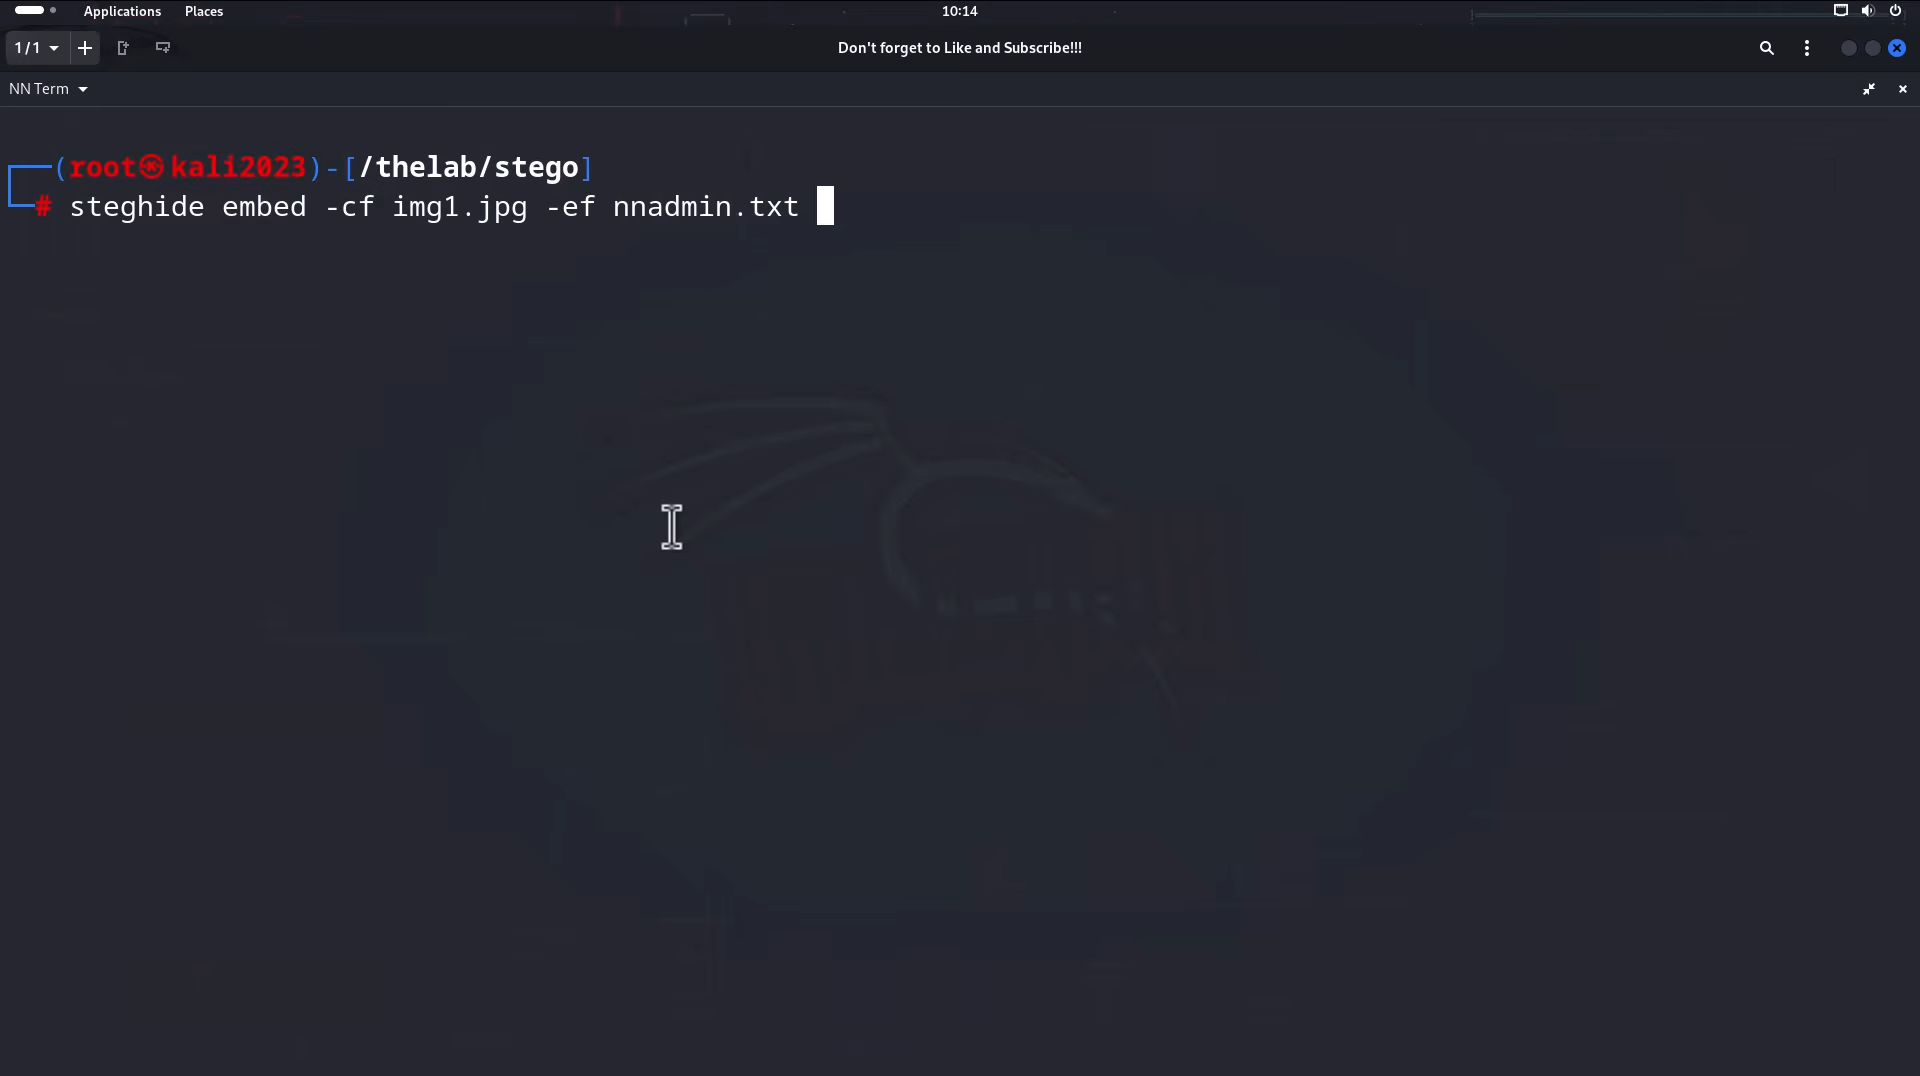 Applications Places 10:14
1/1 Don't forget to Like and Subscribe!!!
NN Term
(root㉿kali2023)-[/thelab/stego]
# steghide embed -cf img1.jpg -ef nnadmin.txt